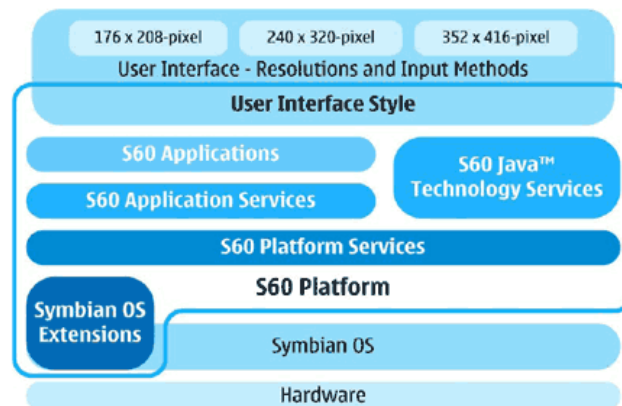 176 x 208-pixel 240 x 320-pixel 352 x 416-pixel
User Interface - Resolutions and Input Methods
User Interface Style
S60 Applications
S60 Application Services
S60 Java™
Technology Services
S60 Platform Services
S60 Platform
Symbian OS
Extensions
Symbian OS
Hardware